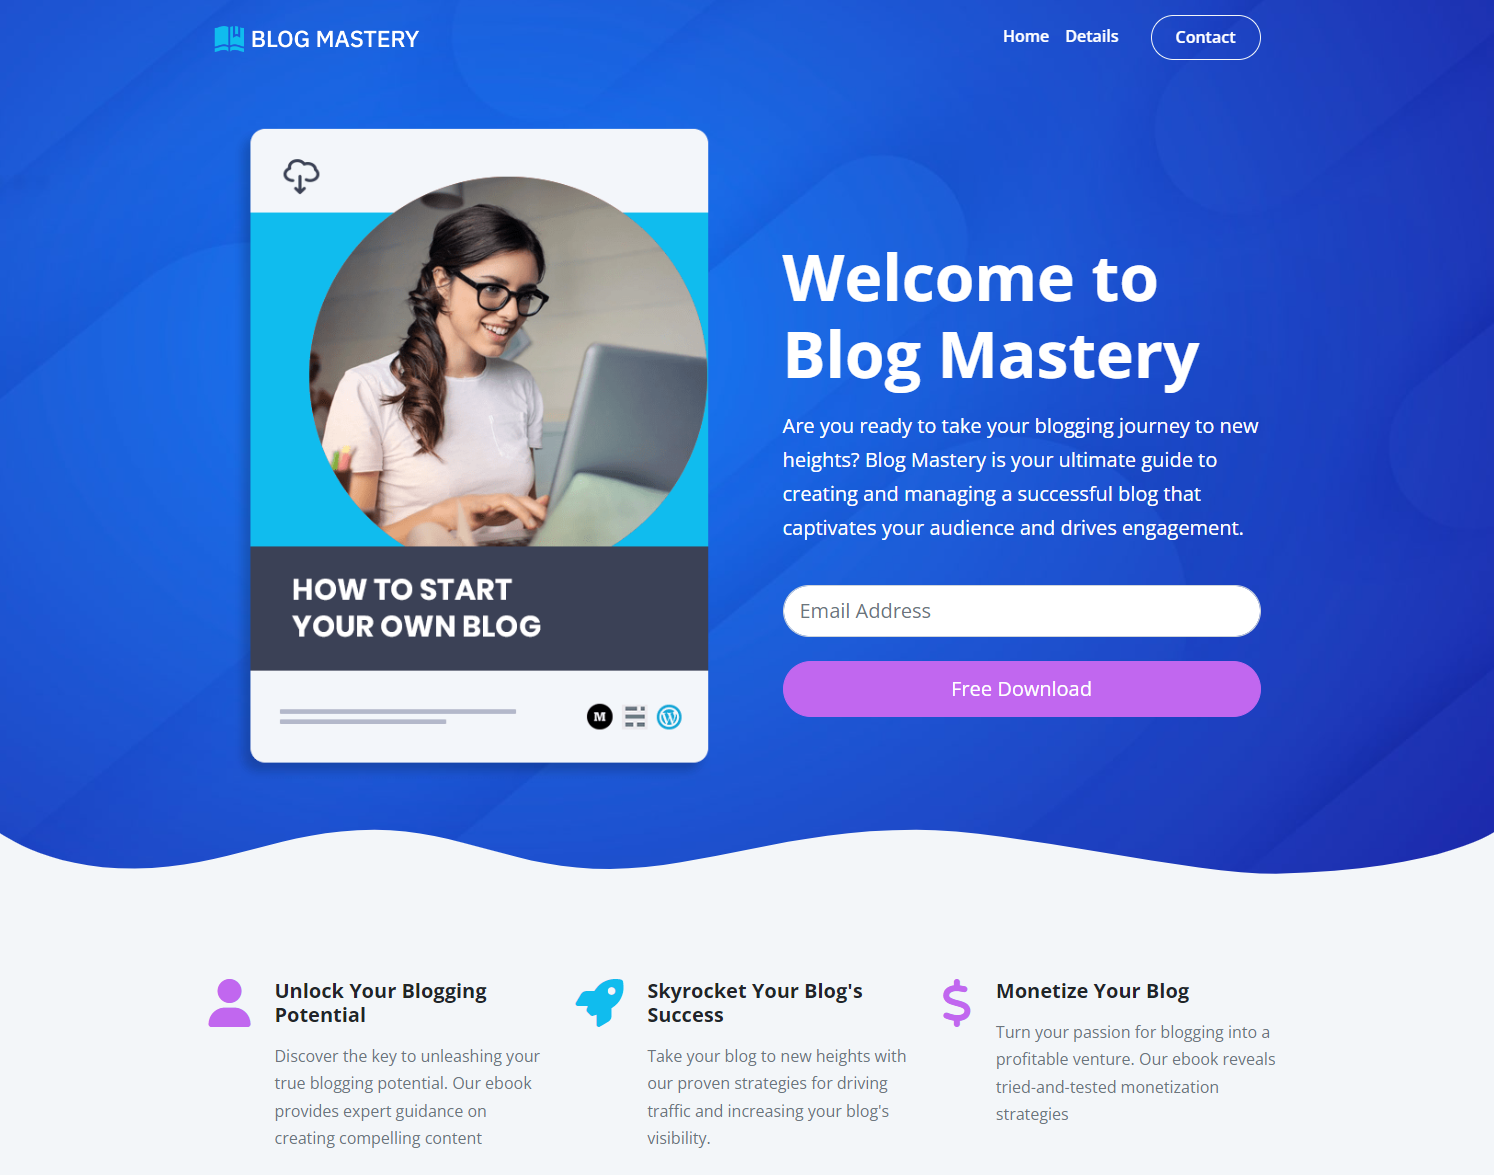 BLOG MASTERY
Home Details Contact
HOW TO START
YOUR OWN BLOG
M
Welcome to
Blog Mastery
Are you ready to take your blogging journey to new
heights? Blog Mastery is your ultimate guide to
creating and managing a successful blog that
captivates your audience and drives engagement.
Email Address
Free Download
Unlock Your Blogging
Potential
Discover the key to unleashing your
true blogging potential. Our ebook
provides expert guidance on
creating compelling content
Skyrocket Your Blog's
Success
Take your blog to new heights with
our proven strategies for driving
traffic and increasing your blog's
visibility.
Monetize Your Blog
Turn your passion for blogging into a
profitable venture. Our ebook reveals
tried-and-tested monetization
strategies